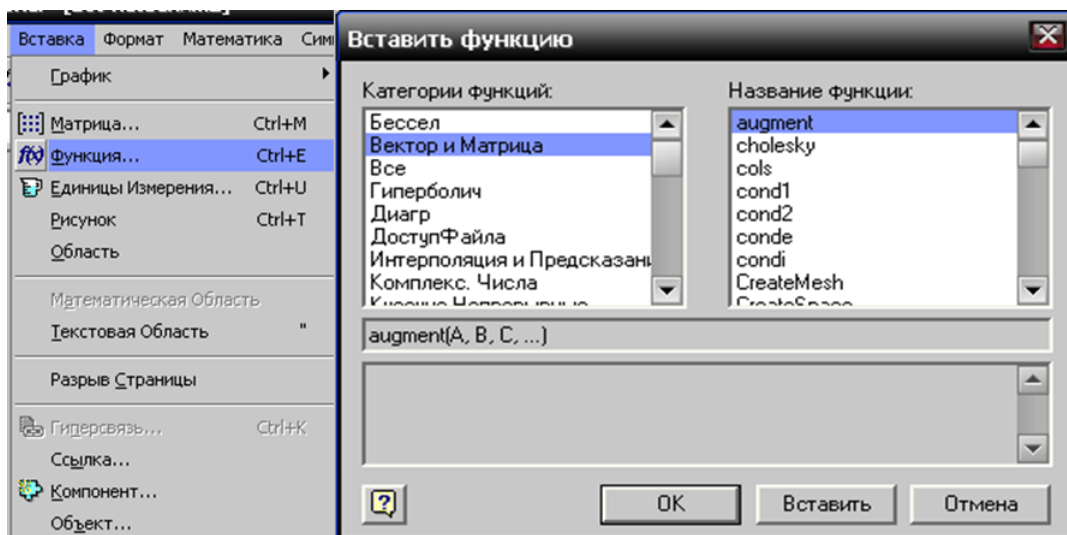 Вставка Формат Математика Сим
График
Матрица... Ctrl+M
f(x) Функция... Ctrl+E
Единицы Измерения... Ctrl+U
Рисунок Ctrl+T
Область
Математическая Область
Текстовая Область "
Разрыв Страницы
Гиперсвязь... Ctrl+K
Ссылка...
Компонент...
Объект...
Вставить функцию
Категории функций:
Бессел
Вектор и Матрица
Все
Гиперболич
Диагр
ДоступФайла
Интерполяция и Предсказани
Комплекс. Числа
Название функции:
augment
cholesky
cols
cond1
cond2
conde
condi
CreateMesh
CreateSpace
augment(A, B, C, ...)
OK Вставить Отмена